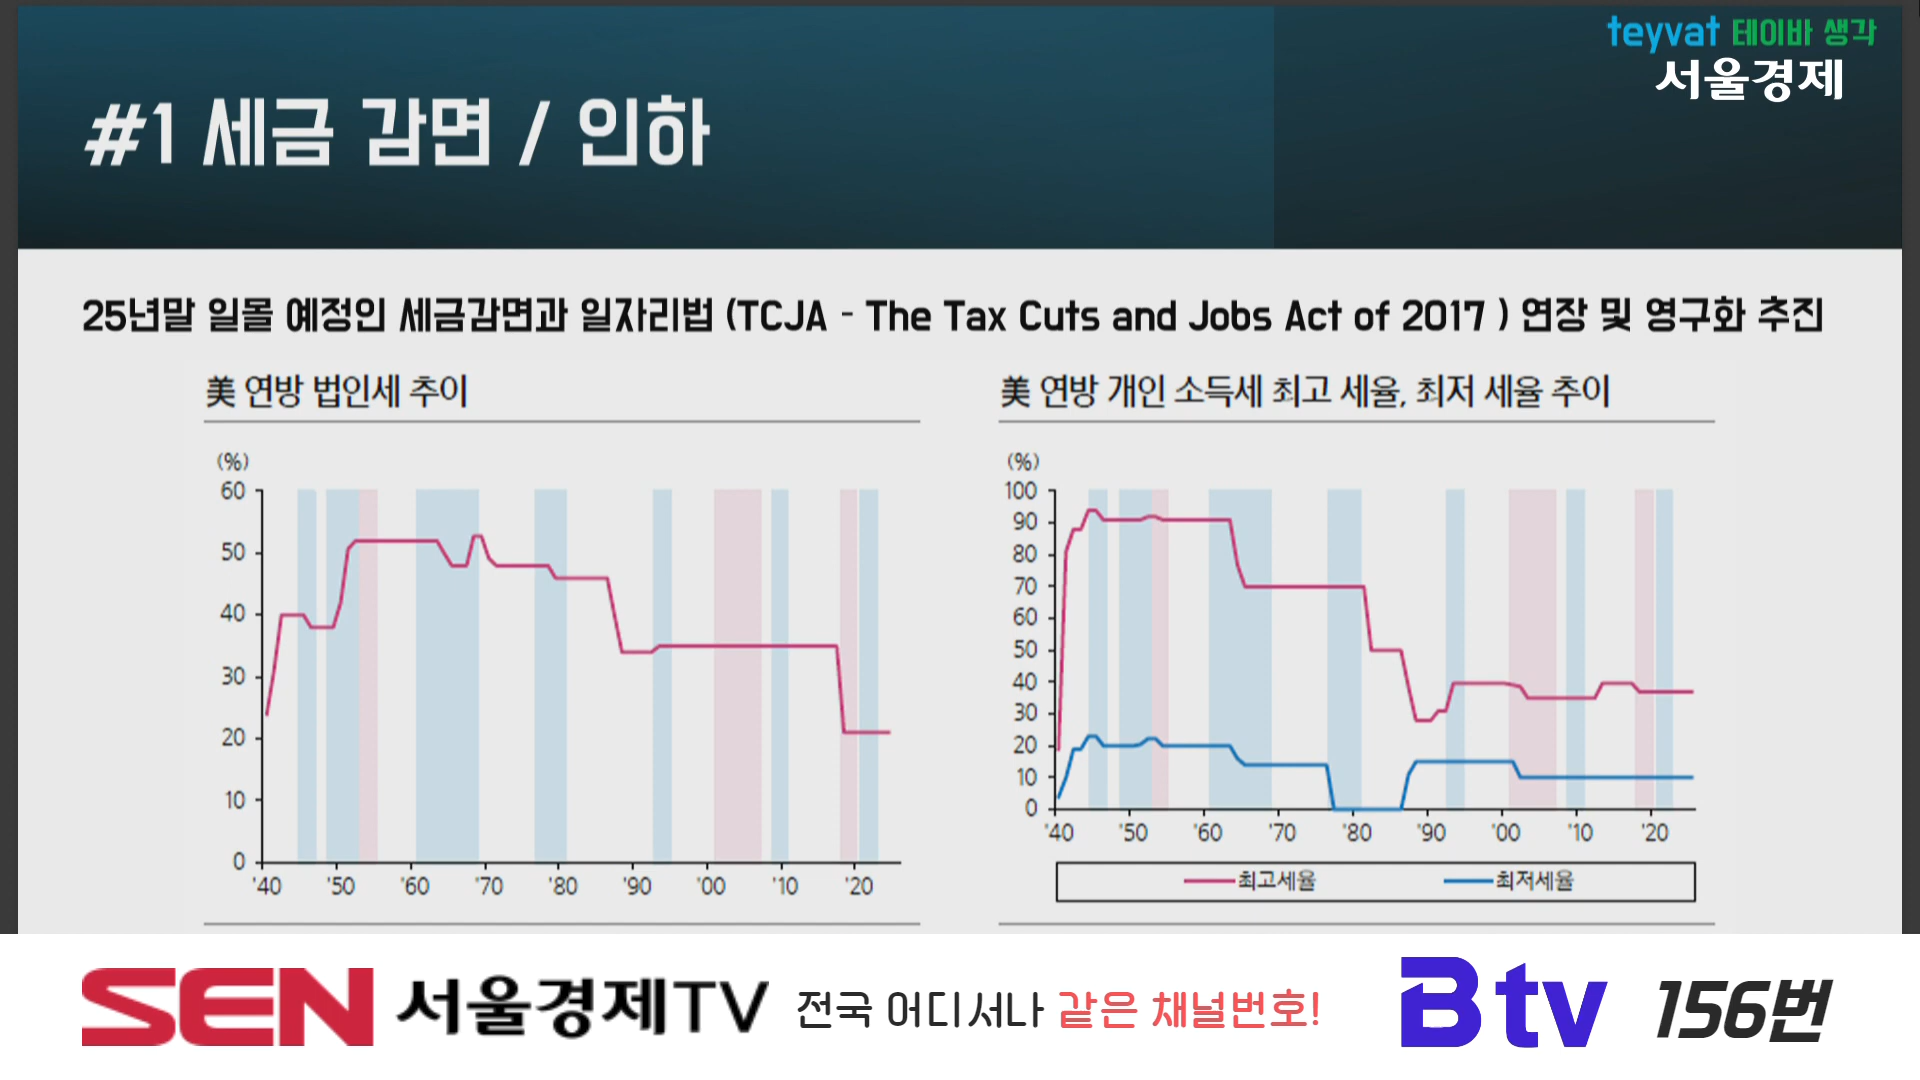 teyvat 테이바 생각
서울경제
#1 세금 감면 / 인하
25년말 일몰 예정인 세금감면과 일자리법 (TCJA - The Tax Cuts and Jobs Act of 2017 ) 연장 및 영구화 추진
美 연방 법인세 추이
(%)
60
50
40
30
20
10
0
'40 '50 '60 '70 '80 '90 '00 '10 '20
美 연방 개인 소득세 최고 세율, 최저 세율 추이
(%)
100
90
80
70
60
50
40
30
20
10
0
'40 '50 '60 '70 '80 '90 '00 '10 '20
최고세율 최저세율
SEN 서울경제TV 전국 어디서나 같은 채널번호! B tv 156번